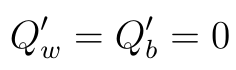 $Q'_w = Q'_b = 0$